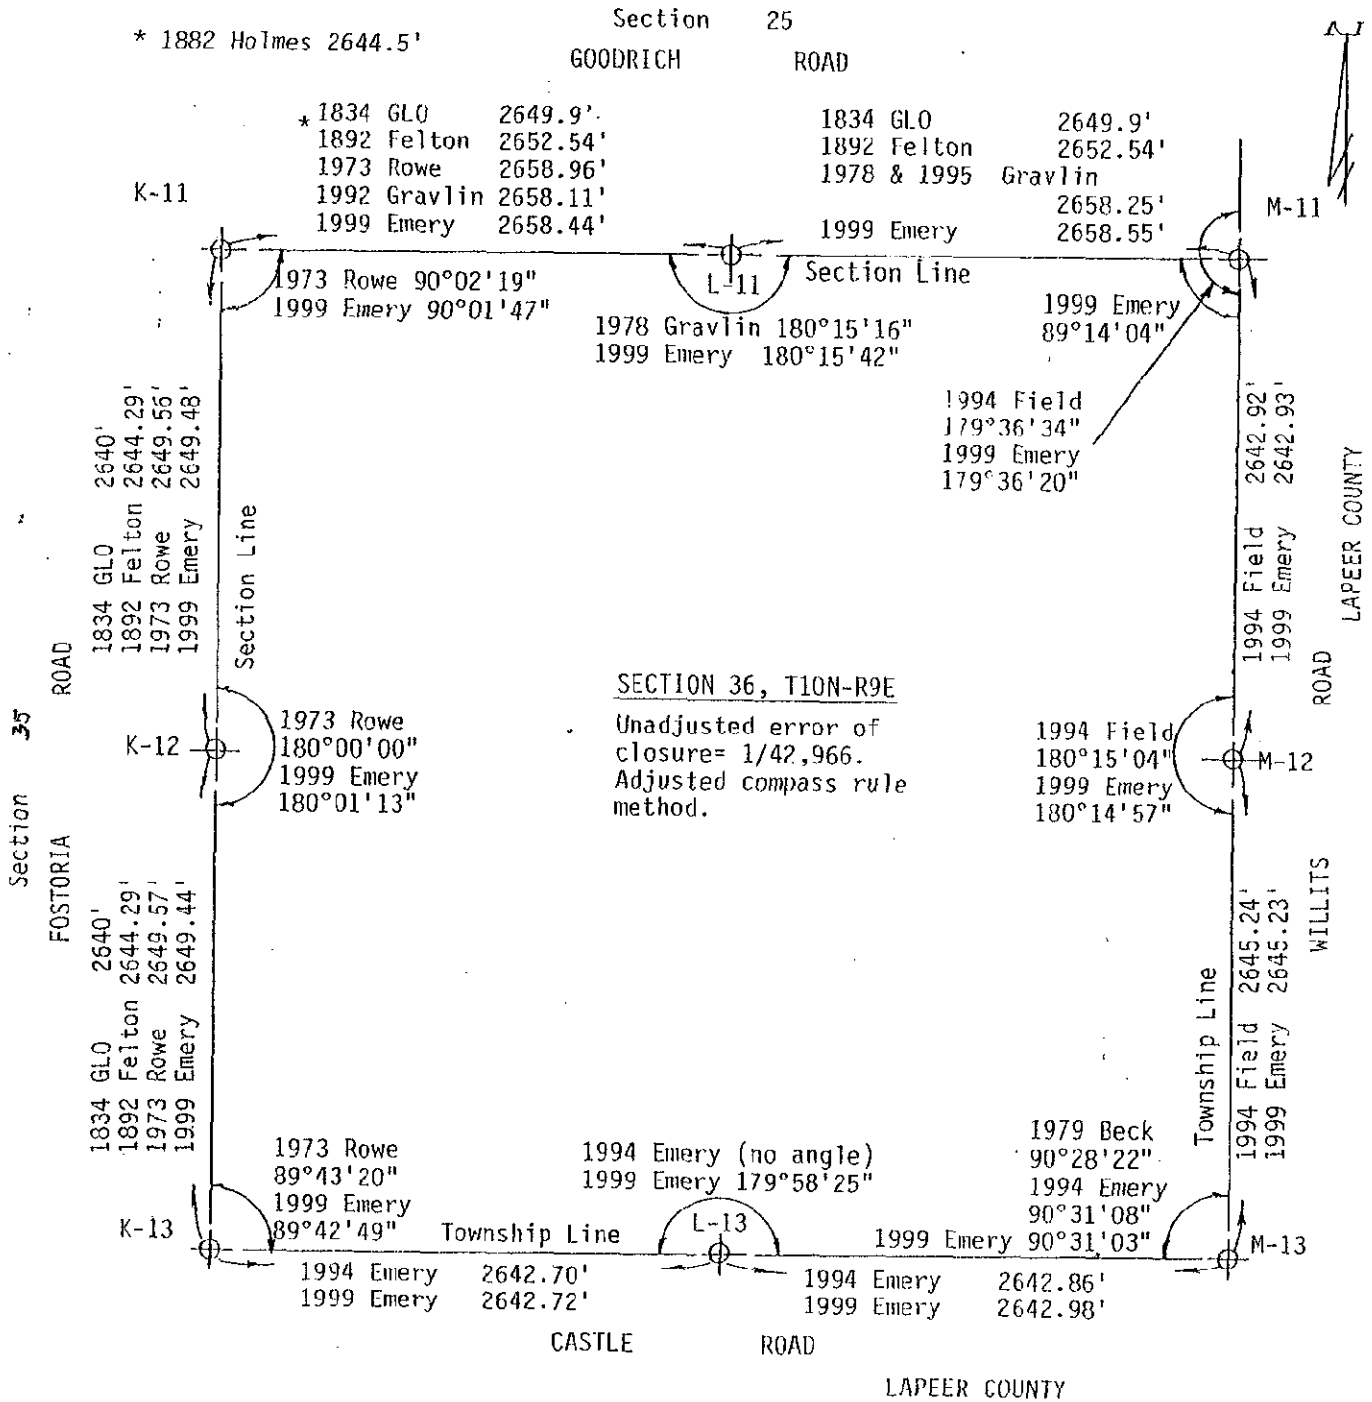 Section 25
* 1882 Holmes 2644.5'
GOODRICH ROAD
* 1834 GLO 2649.9'
1892 Felton 2652.54'
1973 Rowe 2658.96'
1992 Gravlin 2658.11'
1999 Emery 2658.44'
1834 GLO 2649.9'
1892 Felton 2652.54'
1978 & 1995 Gravlin
2658.25'
1999 Emery 2658.55'
K-11
M-11
L-11
Section Line
1973 Rowe 90°02'19"
1999 Emery 90°01'47"
1978 Gravlin 180°15'16"
1999 Emery 180°15'42"
1999 Emery
89°14'04"
1994 Field
179°36'34"
1999 Emery
179°36'20"
1834 GLO 2640'
1892 Felton 2644.29'
1973 Rowe 2649.56'
1999 Emery 2649.48'
Section Line
1994 Field 2642.92'
1999 Emery 2642.93'
LAPEER COUNTY
Section 35
FOSTORIA ROAD
K-12
1973 Rowe
180°00'00"
1999 Emery
180°01'13"
SECTION 36, T10N-R9E
Unadjusted error of
closure= 1/42,966.
Adjusted compass rule
method.
1994 Field
180°15'04"
1999 Emery
180°14'57"
M-12
WILLITS ROAD
1834 GLO 2640'
1892 Felton 2644.29'
1973 Rowe 2649.57'
1999 Emery 2649.44'
Township Line
1994 Field 2645.24'
1999 Emery 2645.23'
K-13
1973 Rowe
89°43'20"
1999 Emery
89°42'49"
Township Line
1994 Emery (no angle)
1999 Emery 179°58'25"
L-13
1979 Beck
90°28'22"
1994 Emery
90°31'08"
1999 Emery 90°31'03"
M-13
1994 Emery 2642.70'
1999 Emery 2642.72'
1994 Emery 2642.86'
1999 Emery 2642.98'
CASTLE ROAD
LAPEER COUNTY